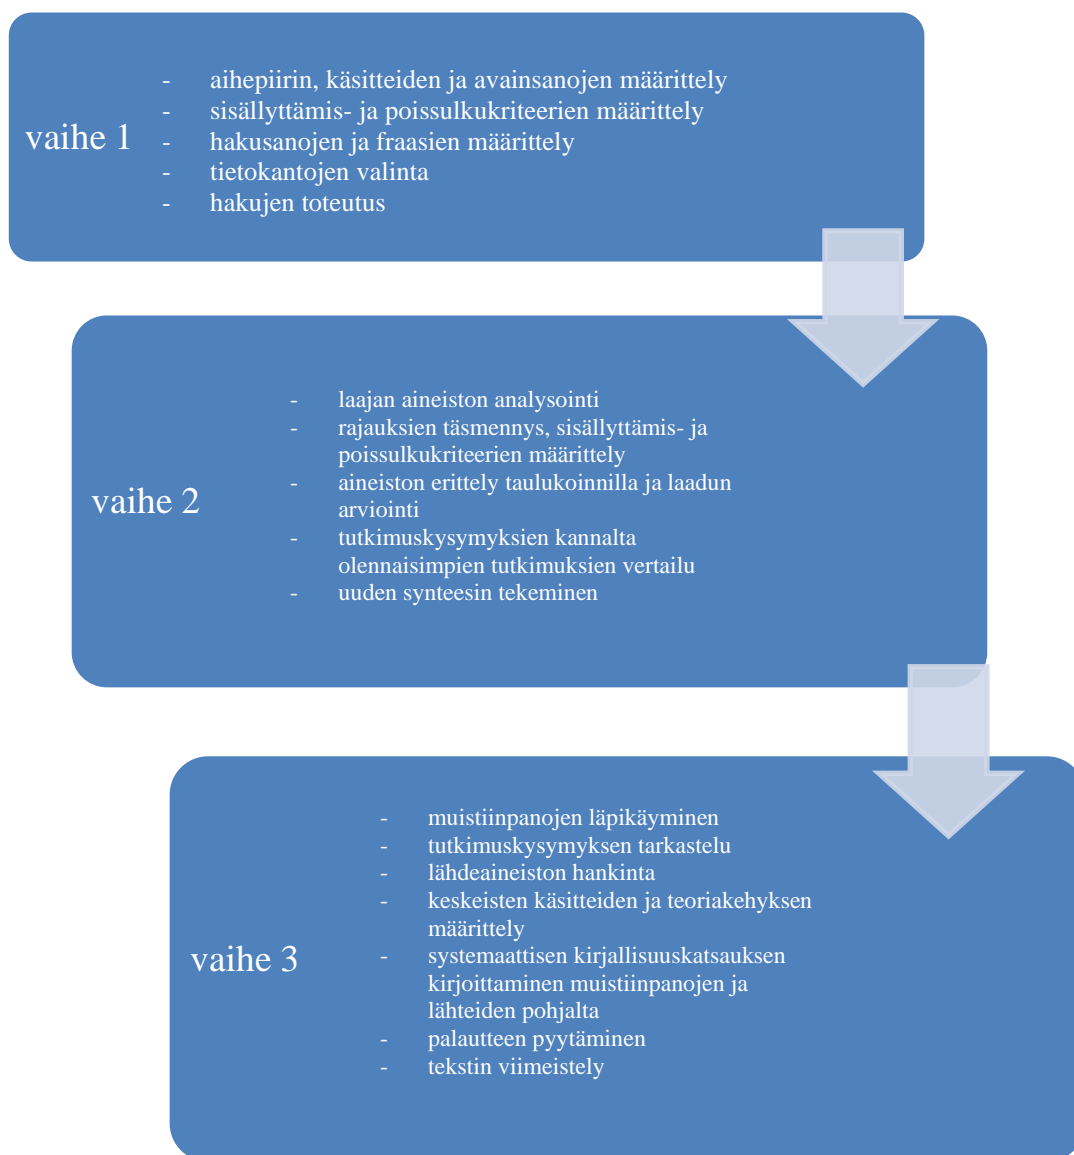 vaihe 1
- aihepiirin, käsitteiden ja avainsanojen määrittely
- sisällyttämis- ja poissulkukriteerien määrittely
- hakusanojen ja fraasien määrittely
- tietokantojen valinta
- hakujen toteutus
vaihe 2
- laajan aineiston analysointi
- rajauksien täsmennys, sisällyttämis- ja
poissulkukriteerien määrittely
- aineiston erittely taulukoinnilla ja laadun
arviointi
- tutkimuskysymyksien kannalta
olennaisimpien tutkimuksien vertailu
- uuden synteesin tekeminen
vaihe 3
- muistiinpanojen läpikäyminen
- tutkimuskysymyksen tarkastelu
- lähdeaineiston hankinta
- keskeisten käsitteiden ja teoriakehyksen
määrittely
- systemaattisen kirjallisuuskatsauksen
kirjoittaminen muistiinpanojen ja
lähteiden pohjalta
- palautteen pyytäminen
- tekstin viimeistely